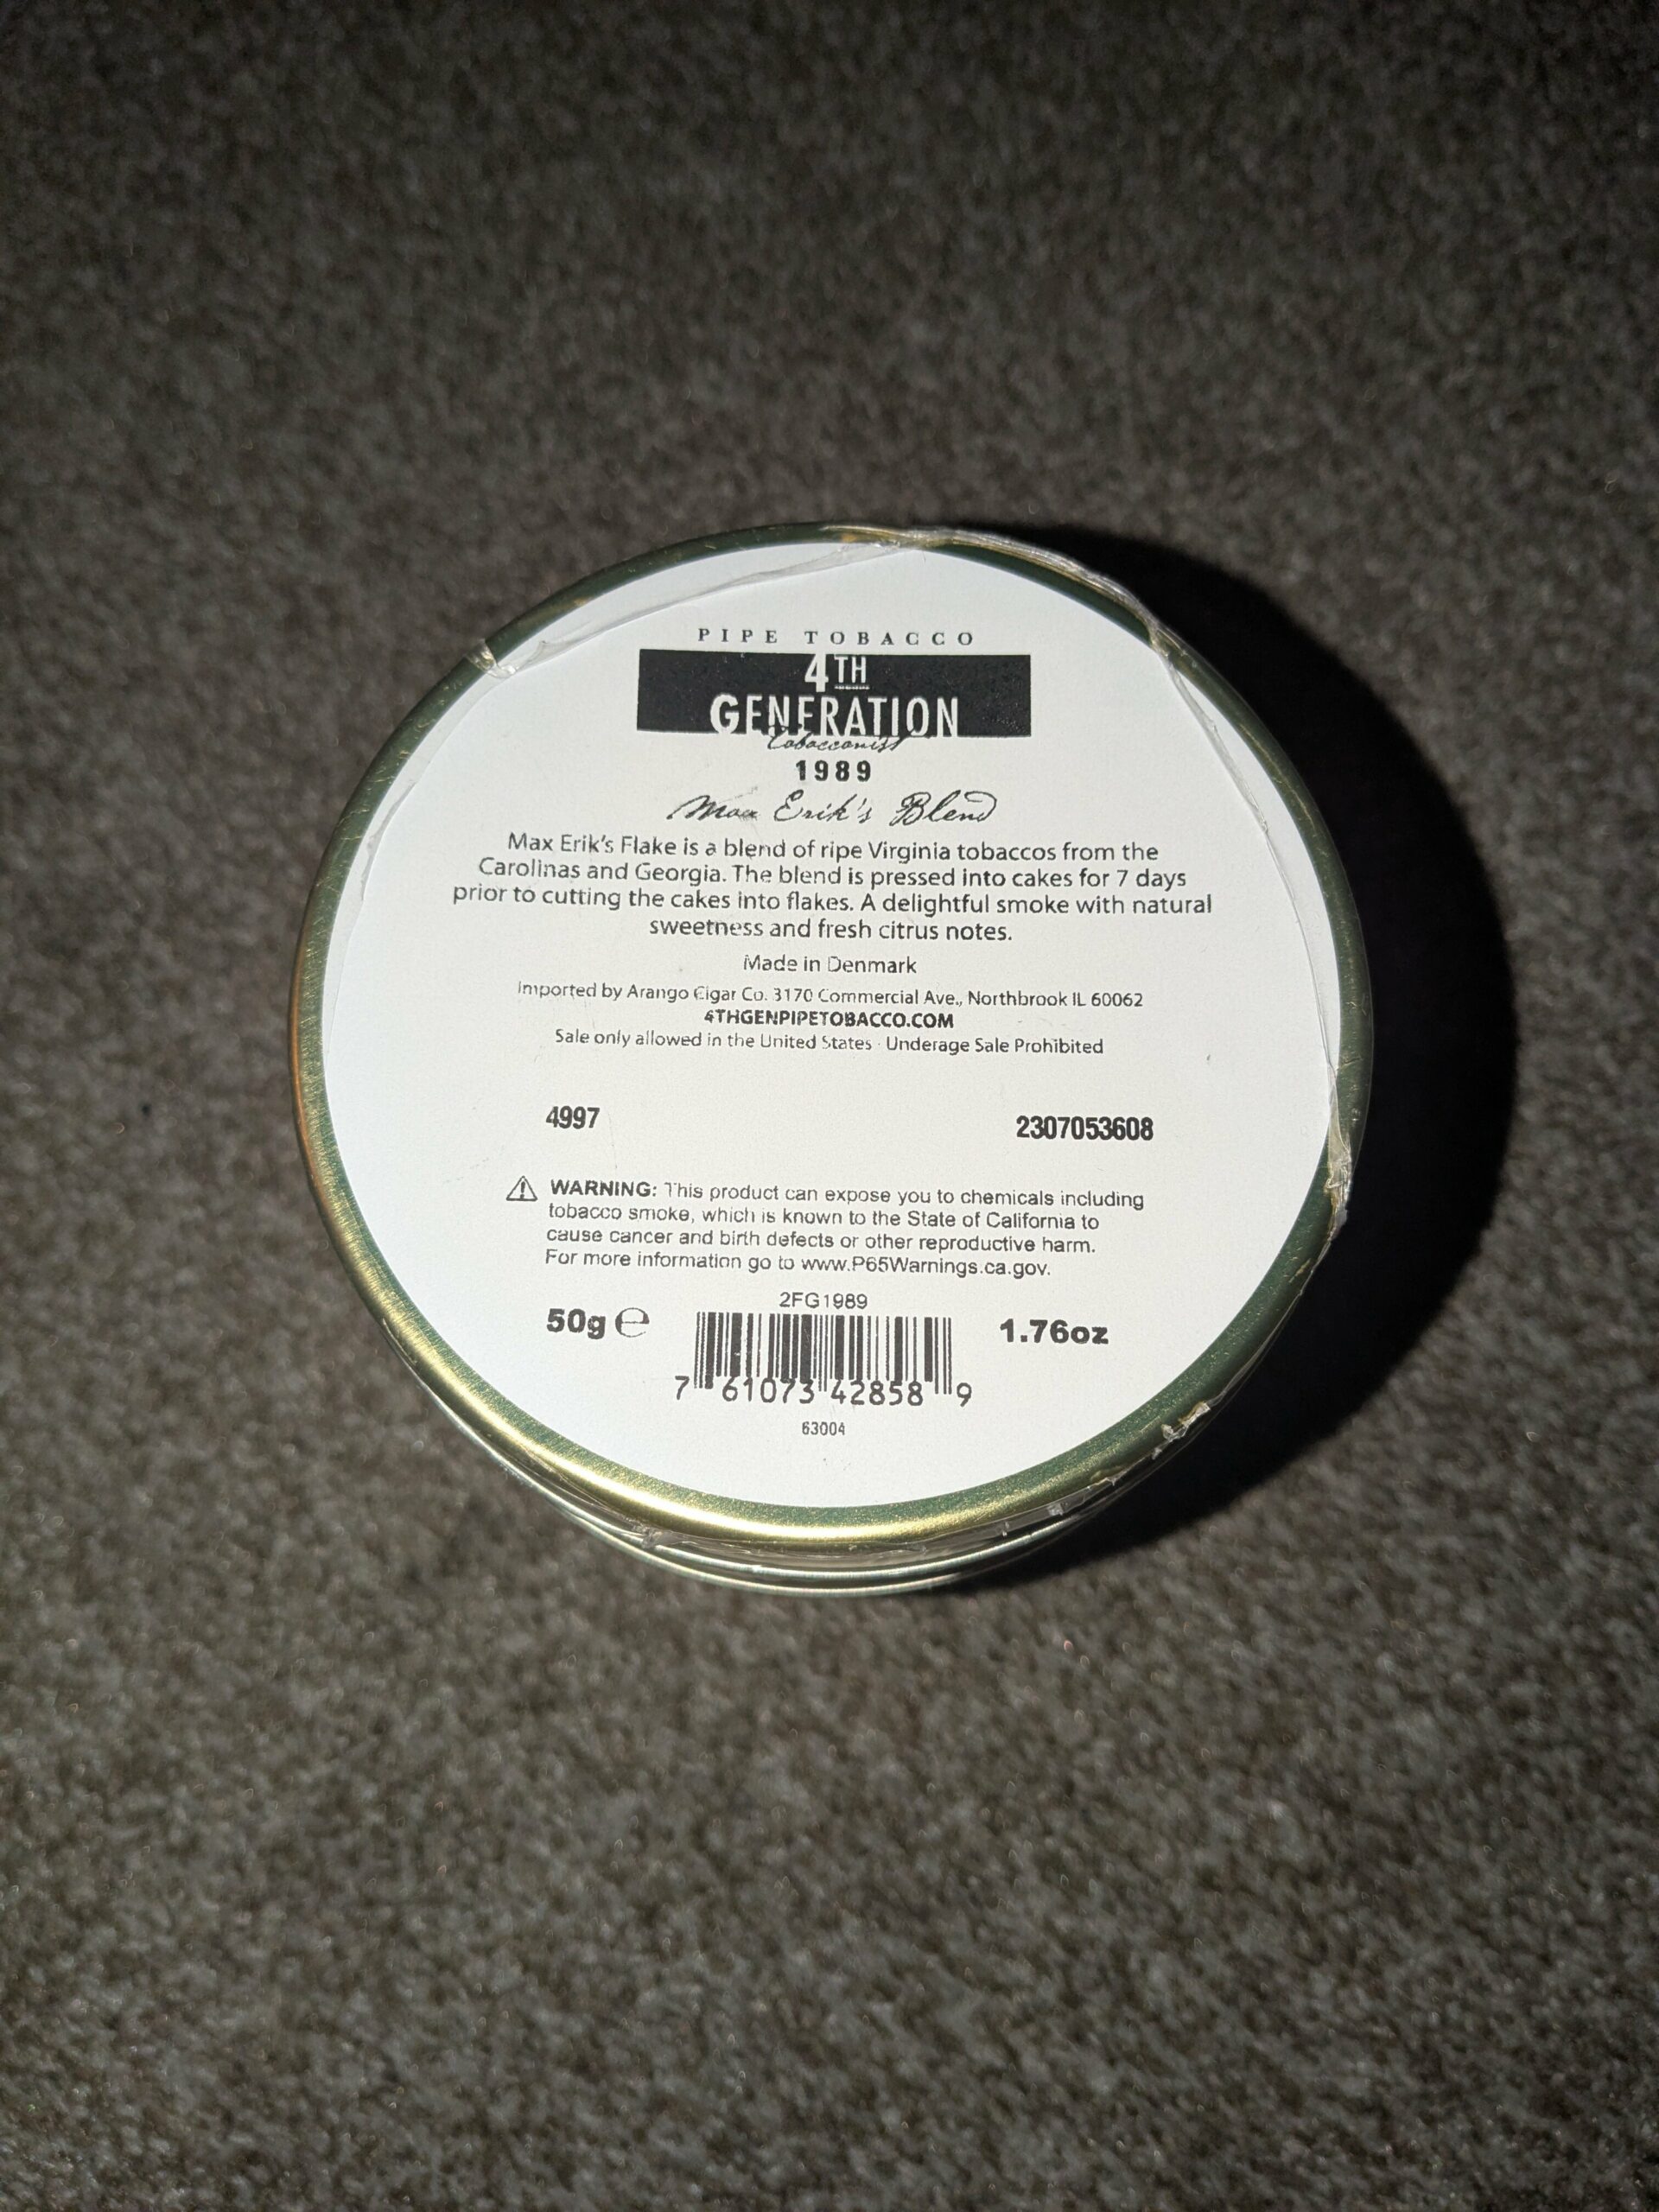 PIPE TOBACCO
4TH
GENERATION
Tobacconist
1989
Max Erik's Blend
Max Erik's Flake is a blend of ripe Virginia tobaccos from the
Carolinas and Georgia. The blend is pressed into cakes for 7 days
prior to cutting the cakes into flakes. A delightful smoke with natural
sweetness and fresh citrus notes.
Made in Denmark
Imported by Arango Cigar Co. 3170 Commercial Ave., Northbrook IL 60062
4THGENPIPETOBACCO.COM
Sale only allowed in the United States · Underage Sale Prohibited
4997 2307053608
WARNING: This product can expose you to chemicals including
tobacco smoke, which is known to the State of California to
cause cancer and birth defects or other reproductive harm.
For more information go to www.P65Warnings.ca.gov.
2FG1989
50g ℮ 1.76oz
7 61073 42858 9
63004